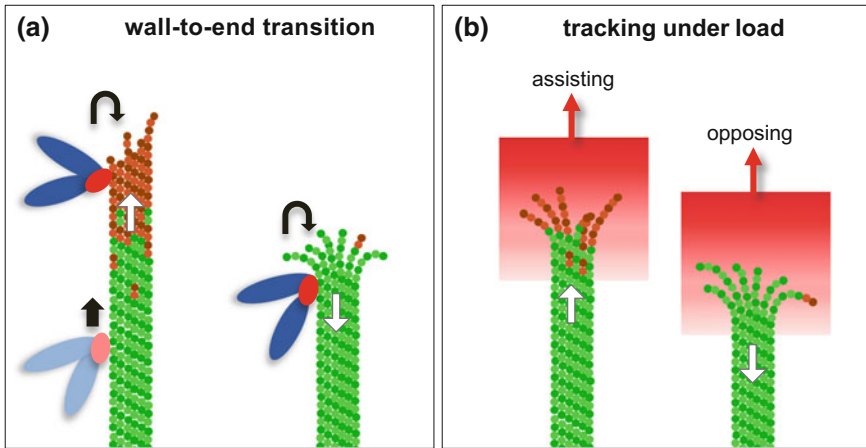 (a) wall-to-end transition
(b) tracking under load
assisting
opposing